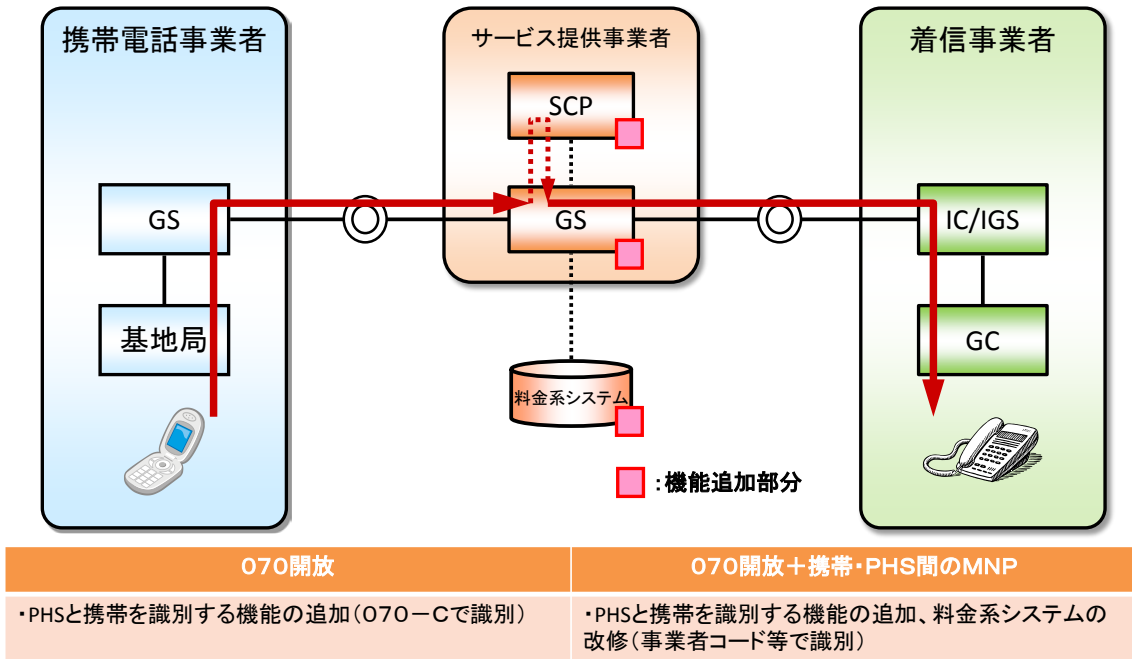 携帯電話事業者
サービス提供事業者
着信事業者
SCP
GS
GS
IC/IGS
基地局
GC
料金系システム
:機能追加部分
070開放
070開放+携帯・PHS間のMNP
・PHSと携帯を識別する機能の追加(070-Cで識別)
・PHSと携帯を識別する機能の追加、料金系システムの
改修(事業者コード等で識別)